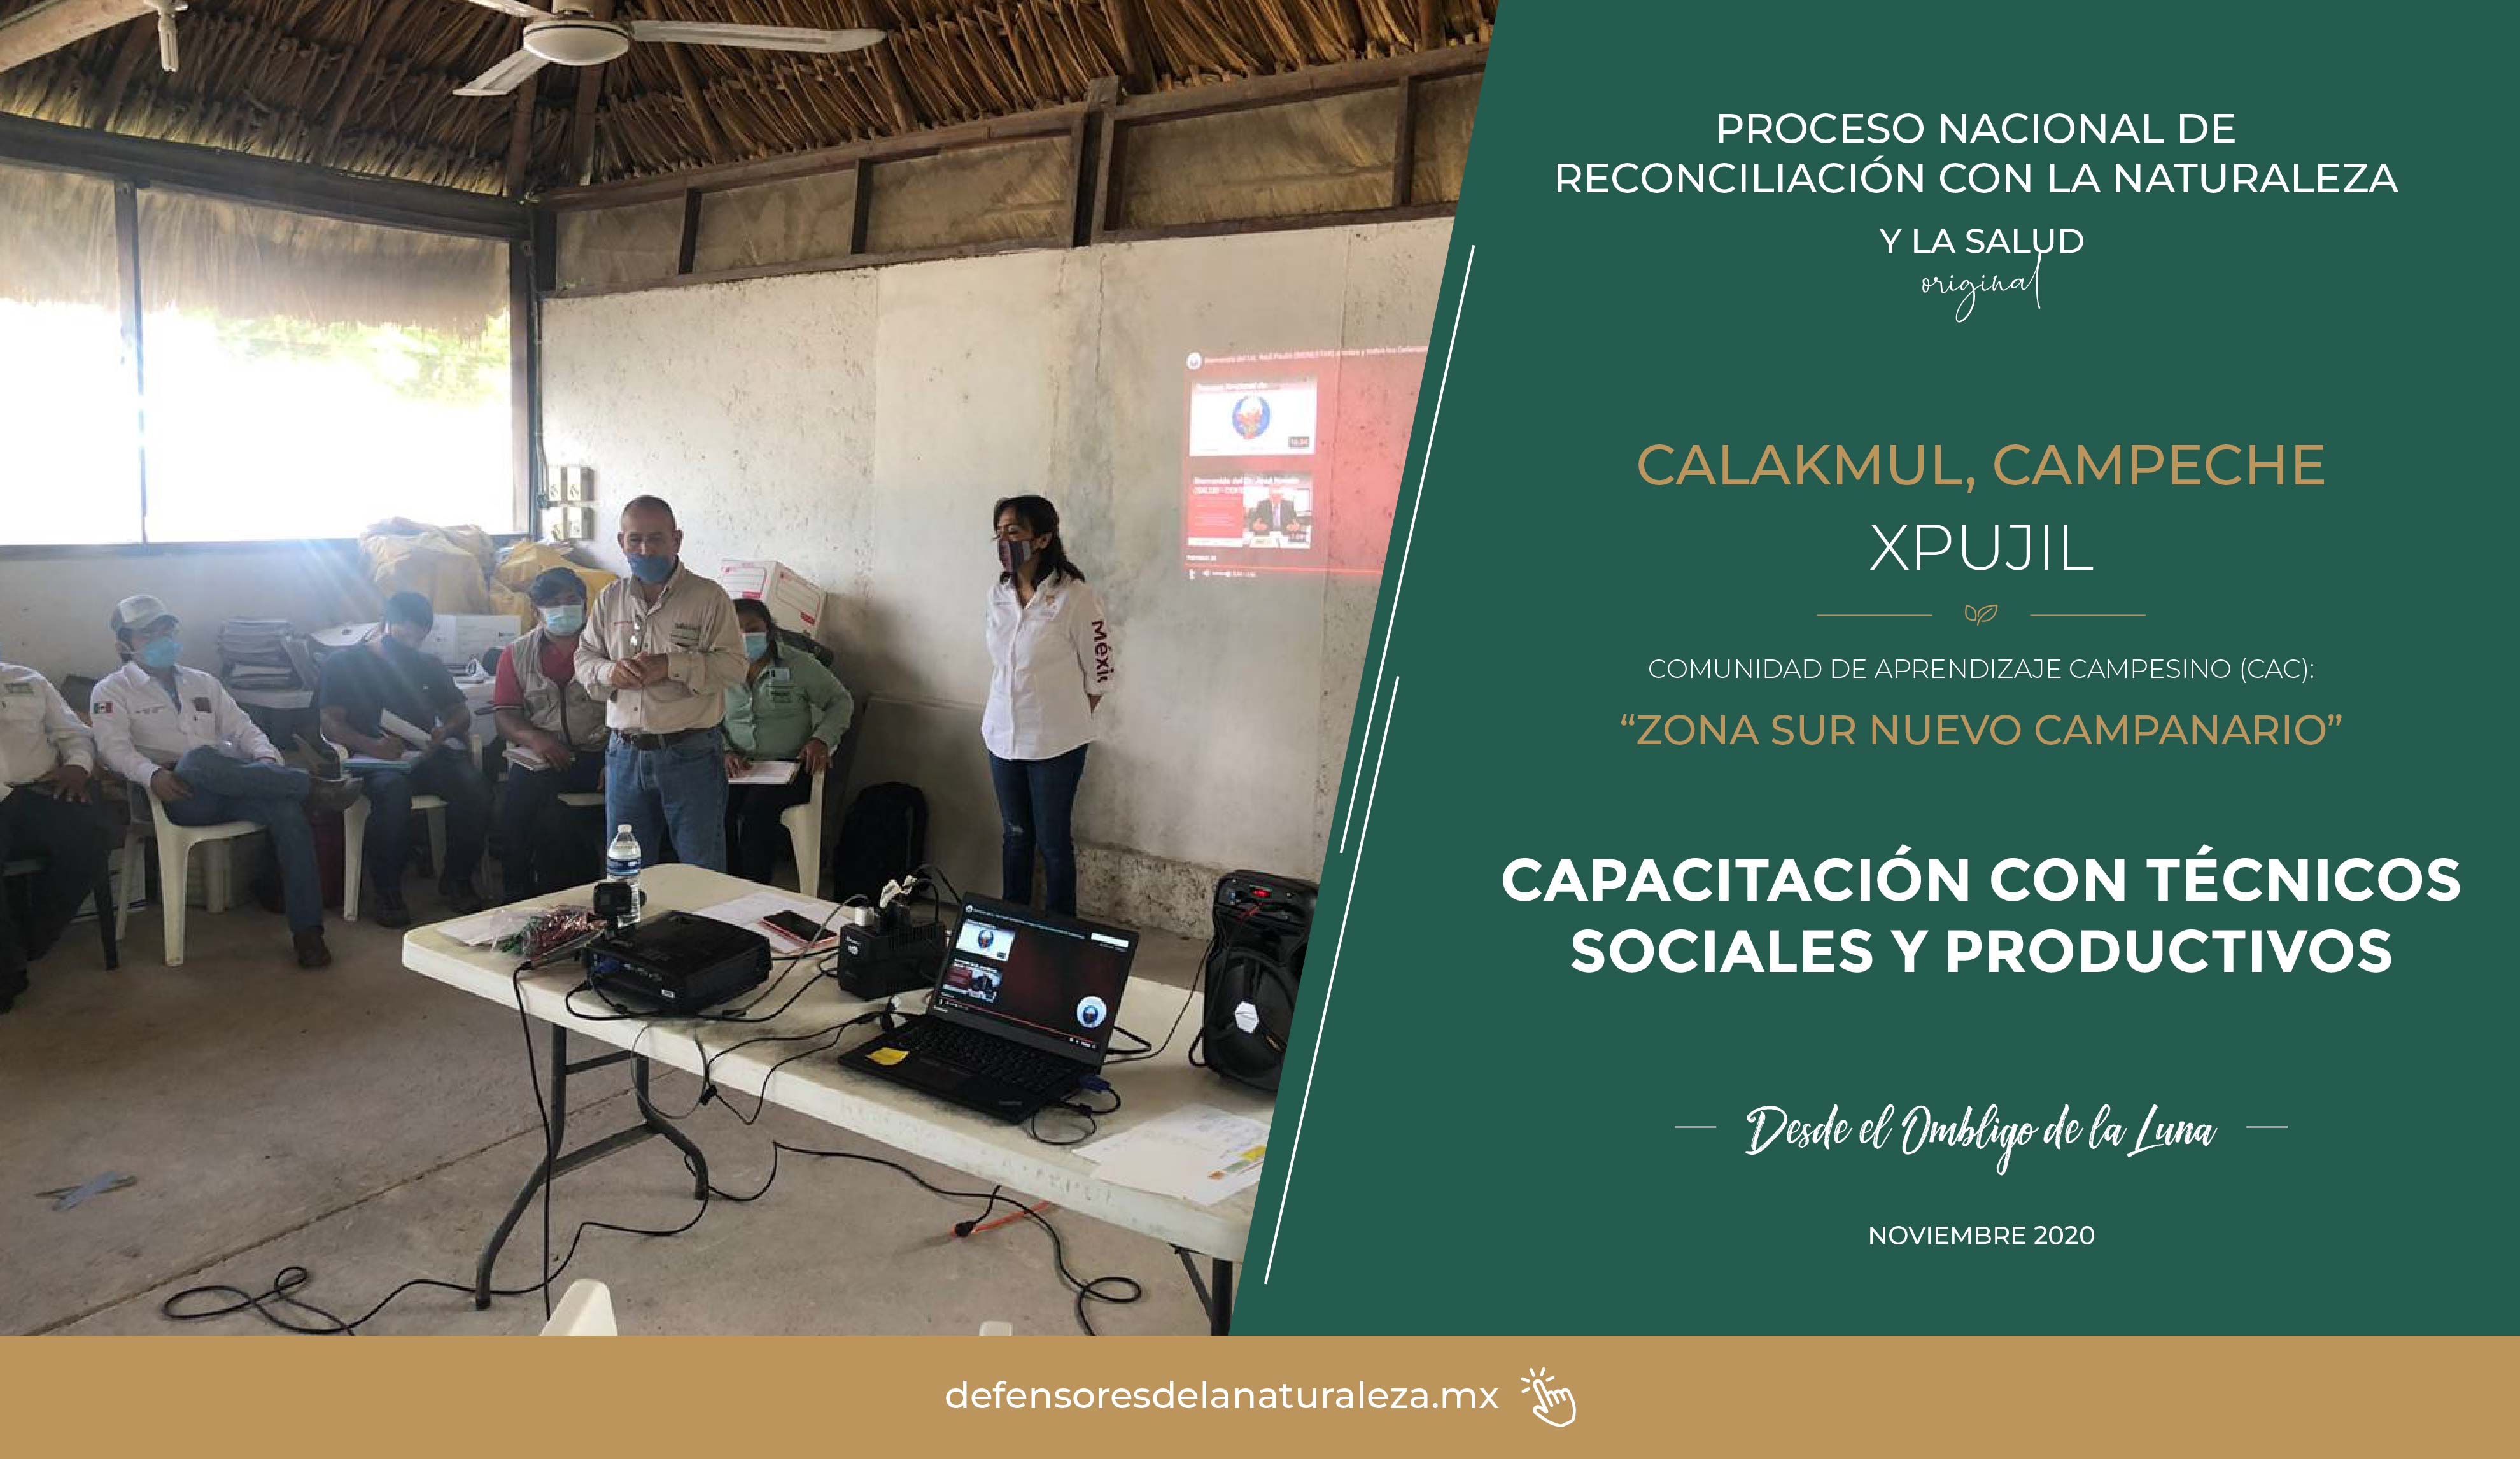 PROCESO NACIONAL DE
RECONCILIACIÓN CON LA NATURALEZA
Y LA SALUD
original
CALAKMUL, CAMPECHE
XPUJIL
COMUNIDAD DE APRENDIZAJE CAMPESINO (CAC):
“ZONA SUR NUEVO CAMPANARIO”
CAPACITACIÓN CON TÉCNICOS
SOCIALES Y PRODUCTIVOS
Desde el Ombligo de la Luna
NOVIEMBRE 2020
defensoresdelanaturaleza.mx